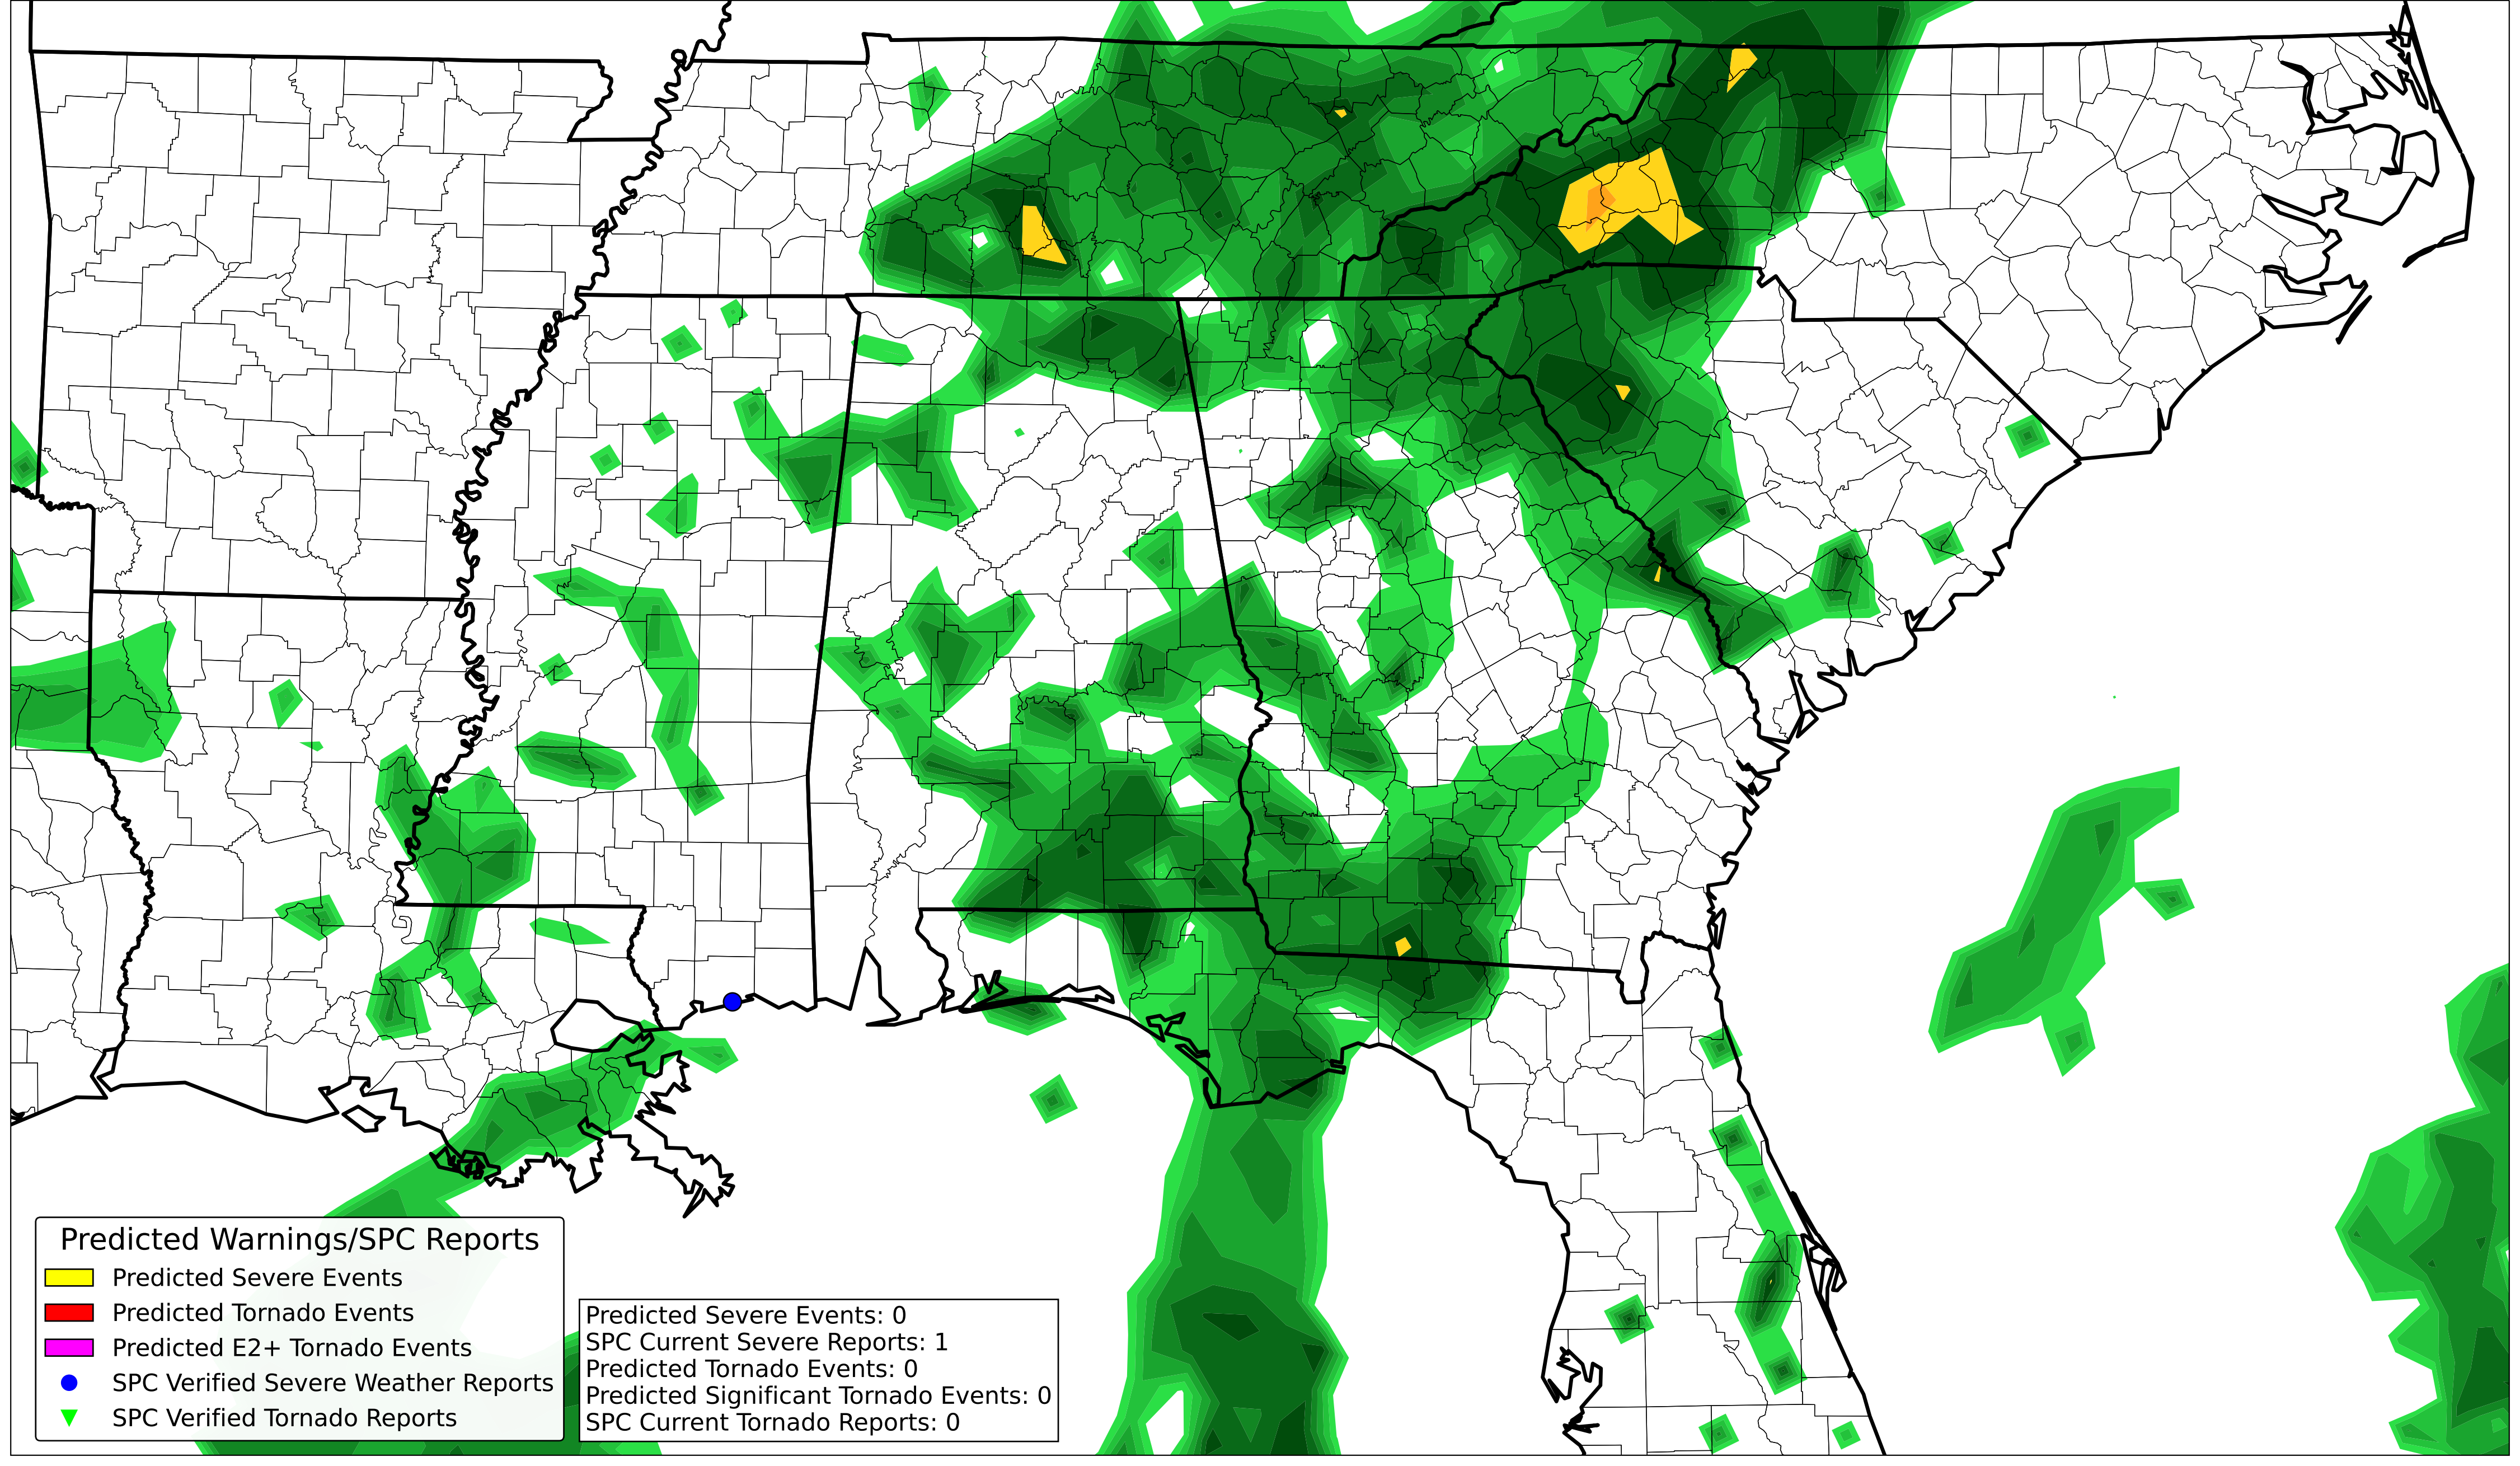 Predicted Warnings/SPC Reports
Predicted Severe Events
Predicted Tornado Events
Predicted E2+ Tornado Events
SPC Verified Severe Weather Reports
SPC Verified Tornado Reports
Predicted Severe Events: 0
SPC Current Severe Reports: 1
Predicted Tornado Events: 0
Predicted Significant Tornado Events: 0
SPC Current Tornado Reports: 0